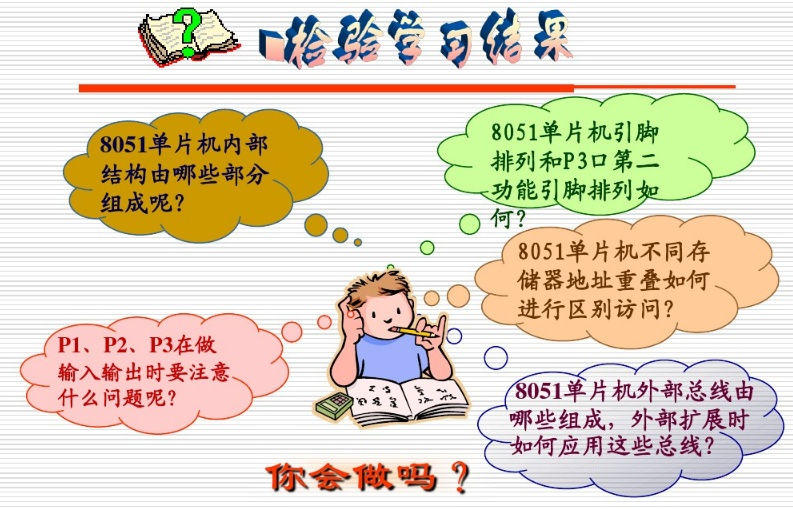 ?
检验学习结果
8051单片机内部
结构由哪些部分
组成呢?
8051单片机引脚
排列和P3口第二
功能引脚排列如
何?
8051单片机不同存
储器地址重叠如何
进行区别访问?
P1、P2、P3在做
输入输出时要注意
什么问题呢?
8051单片机外部总线由
哪些组成，外部扩展时
如何应用这些总线?
你会做吗?